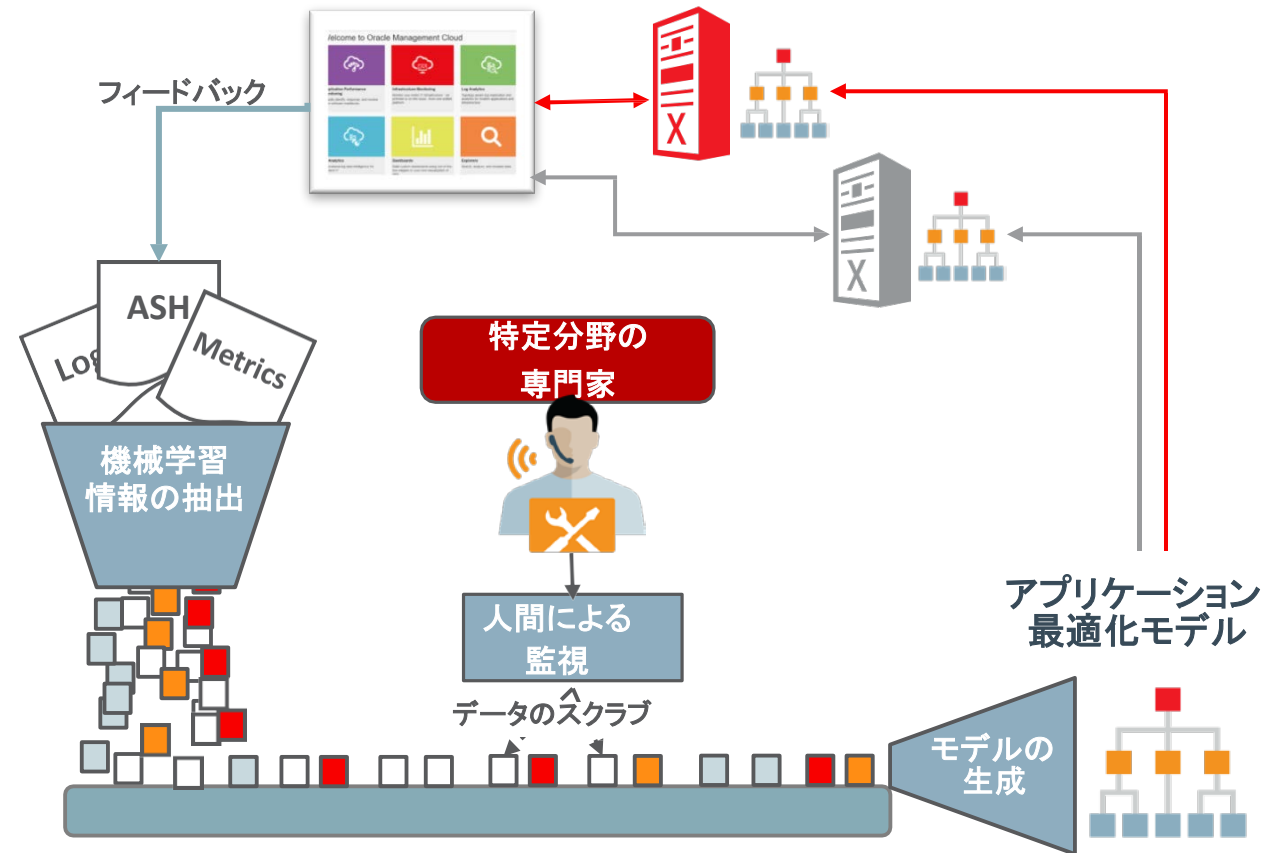 フィードバック
Welcome to Oracle Management Cloud
Infrastructure Monitoring
Log Analytics
Dashboards
Explorers
X
X
ASH
Metrics
特定分野の
専門家
機械学習
情報の抽出
人間による
監視
データのスクラブ
アプリケーション
最適化モデル
モデルの
生成